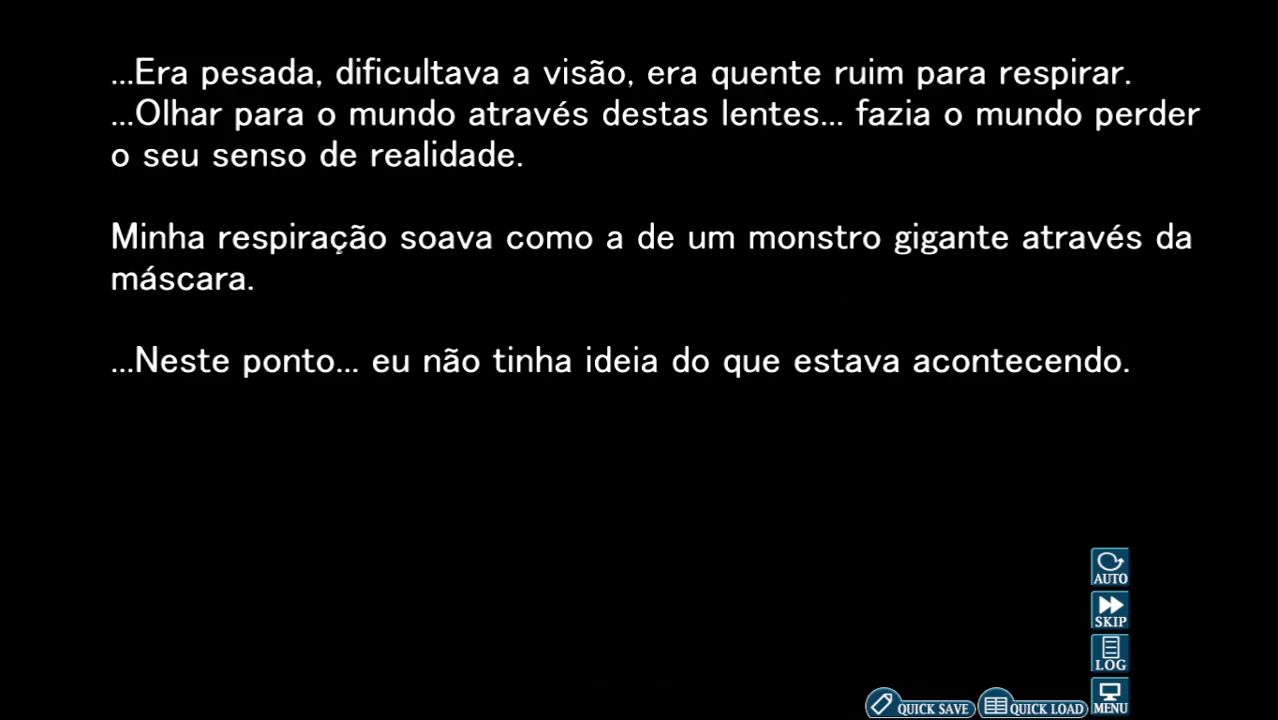 ...Era pesada, dificultava a visão, era quente ruim para respirar.
...Olhar para o mundo através destas lentes... fazia o mundo perder
o seu senso de realidade.
Minha respiração soava como a de um monstro gigante através da
máscara.
...Neste ponto... eu não tinha ideia do que estava acontecendo.
AUTO
SKIP
LOG
QUICK SAVE
QUICK LOAD
MENU